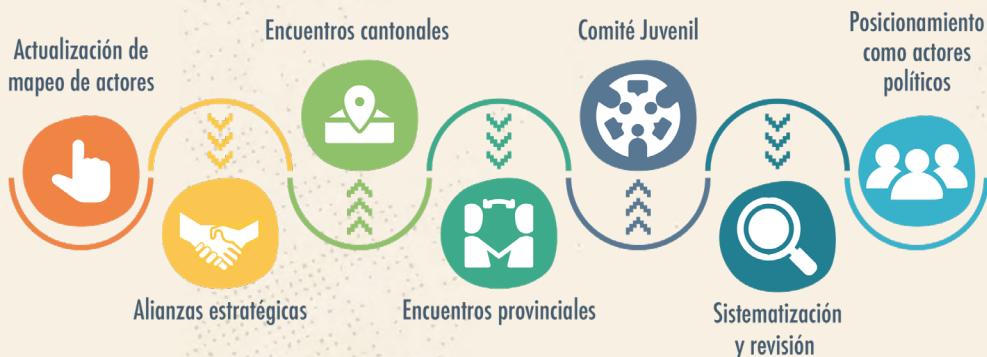 Actualización de
mapeo de actores
Alianzas estratégicas
Encuentros cantonales
Encuentros provinciales
Comité Juvenil
Sistematización
y revisión
Posicionamiento
como actores
políticos